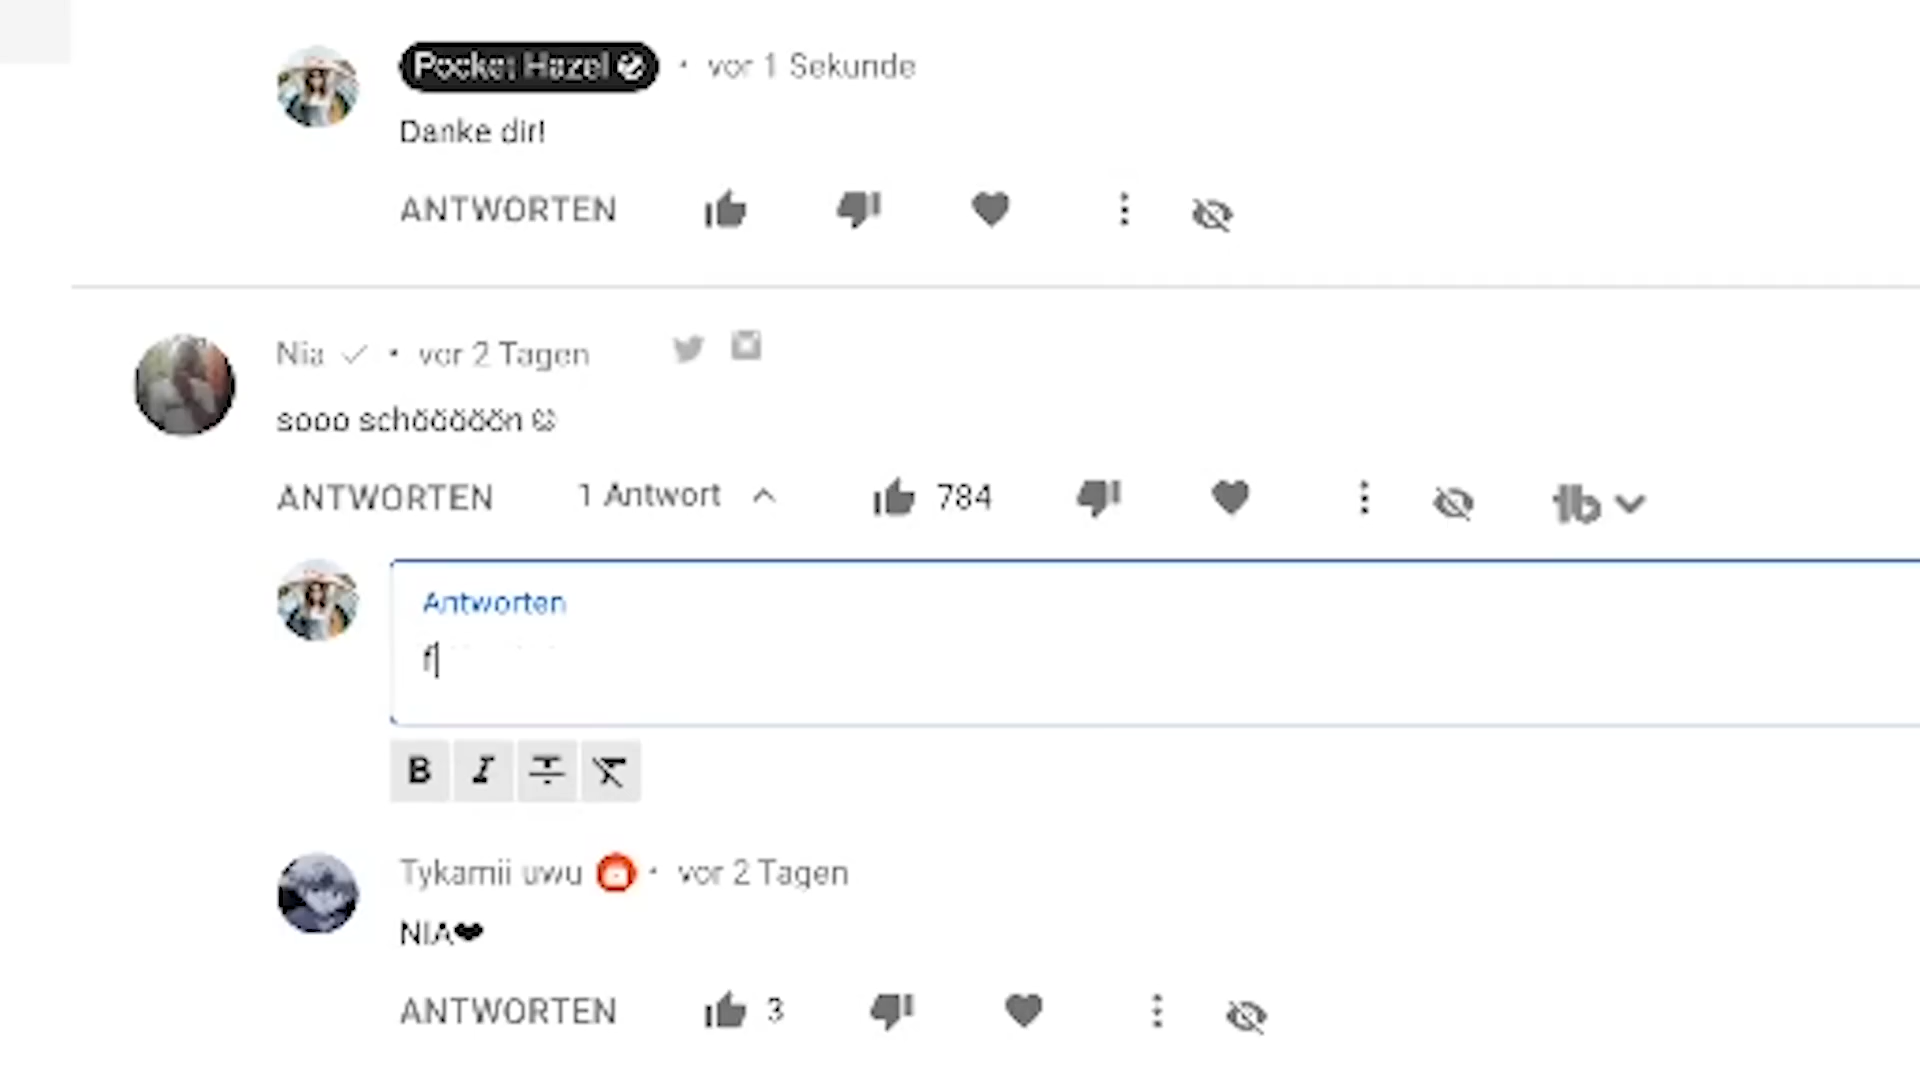 Pocket Hazel • vor 1 Sekunde
Danke dir!
ANTWORTEN
Nia • vor 2 Tagen
sooo schöööööön
ANTWORTEN 1 Antwort 784
Antworten
f
B I T T
Tykamii uwu • vor 2 Tagen
NIA❤
ANTWORTEN 3